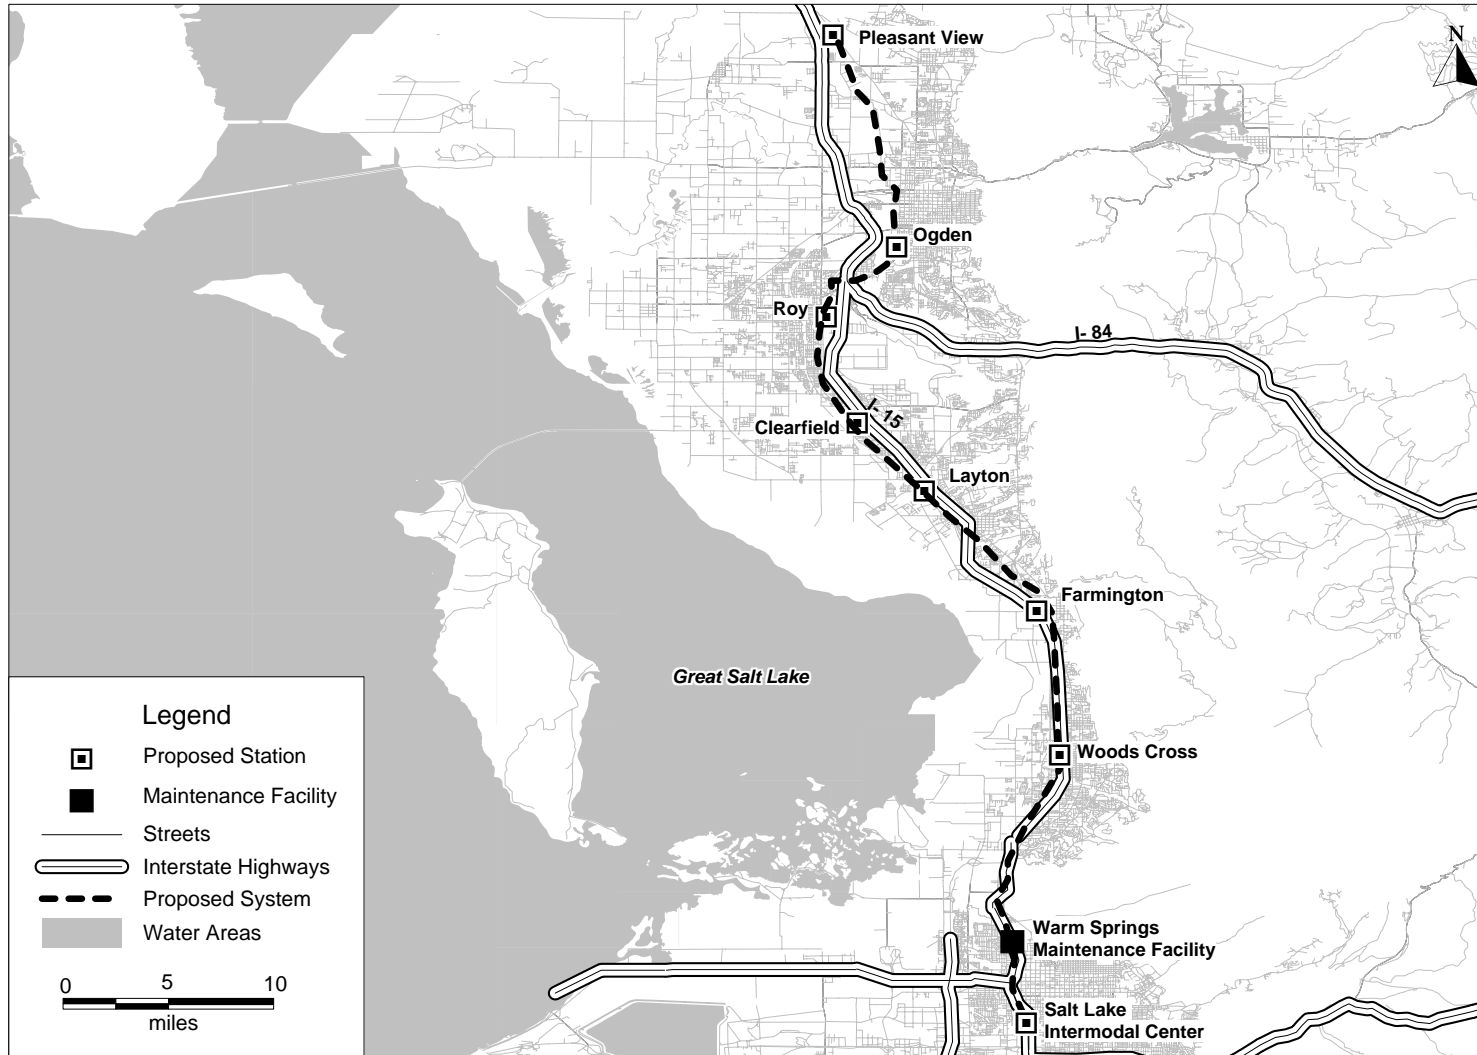 N
Pleasant View
Ogden
Roy
I- 84
I- 15
Clearfield
Layton
Farmington
Great Salt Lake
Woods Cross
Warm Springs
Maintenance Facility
Salt Lake
Intermodal Center
Legend
Proposed Station
Maintenance Facility
Streets
Interstate Highways
Proposed System
Water Areas
0 5 10
miles